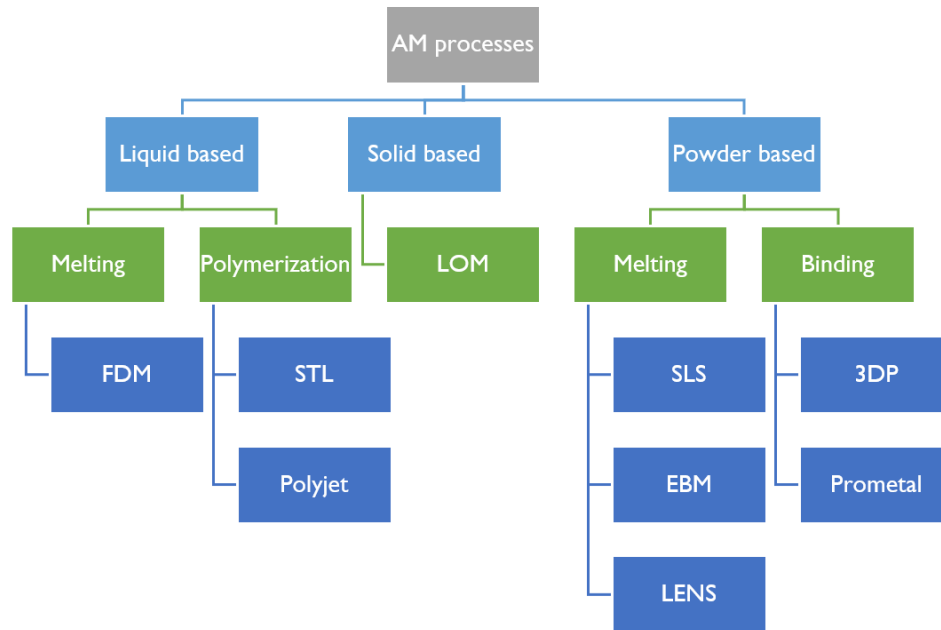 AM processes
Liquid based
Solid based
Powder based
Melting
Polymerization
LOM
Melting
Binding
FDM
STL
SLS
3DP
Polyjet
EBM
Prometal
LENS